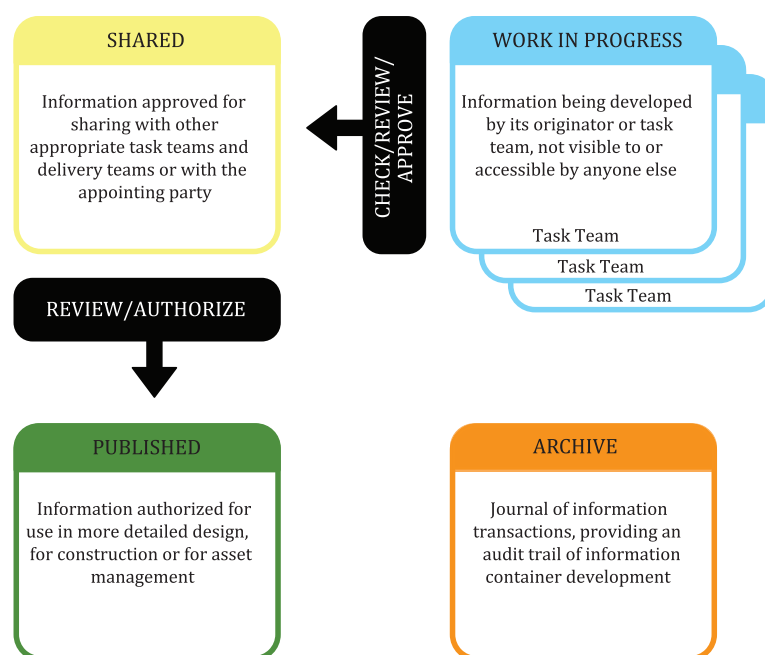 SHARED
Information approved for
sharing with other
appropriate task teams and
delivery teams or with the
appointing party
CHECK/REVIEW/
APPROVE
WORK IN PROGRESS
Information being developed
by its originator or task
team, not visible to or
accessible by anyone else
Task Team
Task Team
Task Team
REVIEW/AUTHORIZE
PUBLISHED
Information authorized for
use in more detailed design,
for construction or for asset
management
ARCHIVE
Journal of information
transactions, providing an
audit trail of information
container development